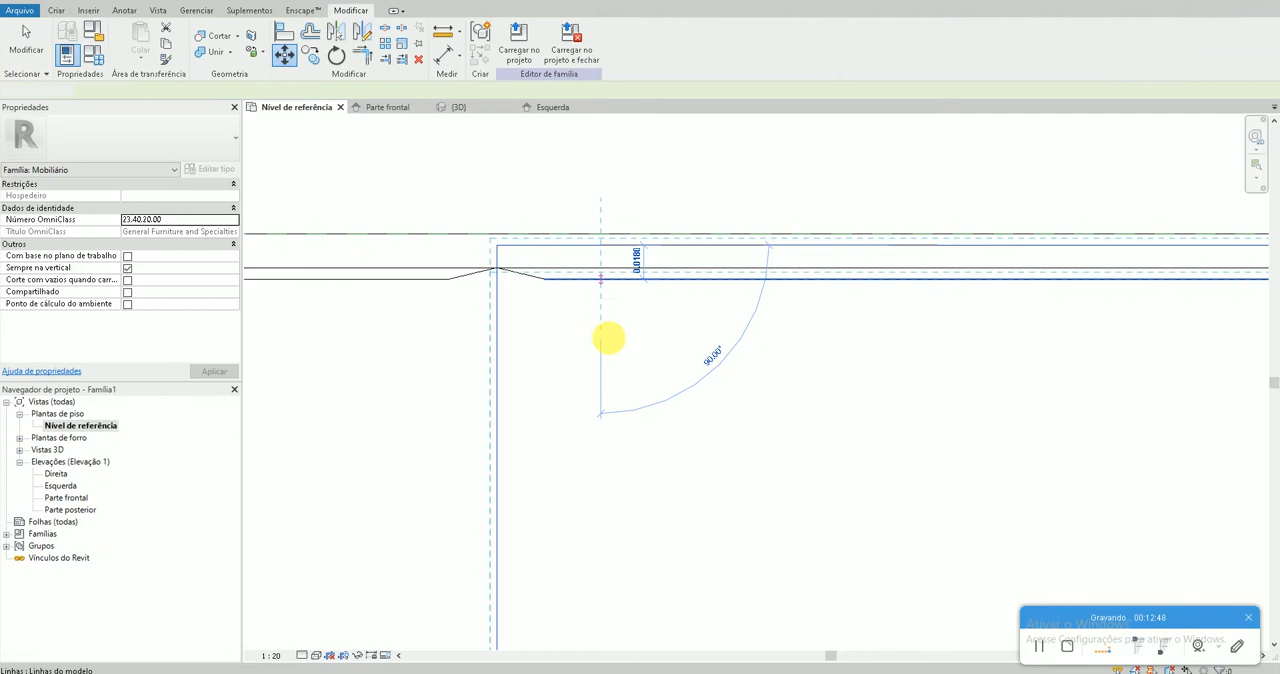 Arquivo Criar Inserir Anotar Vista Gerenciar Suplementos Enscape™ Modificar
Modificar
Colar
Cortar
Unir
Carregar no projeto
Carregar no projeto e fechar
Selecionar Propriedades Área de transferência Geometria Modificar Medir Criar Editor de família
Propriedades
Nível de referência Parte frontal {3D} Esquerda
R
Família: Mobiliário Editar tipo
Restrições
Hospedeiro
Dados de identidade
Número OmniClass 23.40.20.00
Título OmniClass General Furniture and Specialties
Outros
Com base no plano de trabalho
Sempre na vertical
Corte com vazios quando carr...
Compartilhado
Ponto de cálculo do ambiente
Ajuda de propriedades Aplicar
Navegador de projeto - Família1
Vistas (todas)
Plantas de piso
Nível de referência
Plantas de forro
Vistas 3D
Elevações (Elevação 1)
Direita
Esquerda
Parte frontal
Parte posterior
Folhas (todas)
Famílias
Grupos
Vínculos do Revit
0,0180
90,00°
1 : 20
Gravando... 00:12:48
Ativar o Windows
Acesse Configurações para ativar o Windows.
Linhas : Linhas do modelo
:0